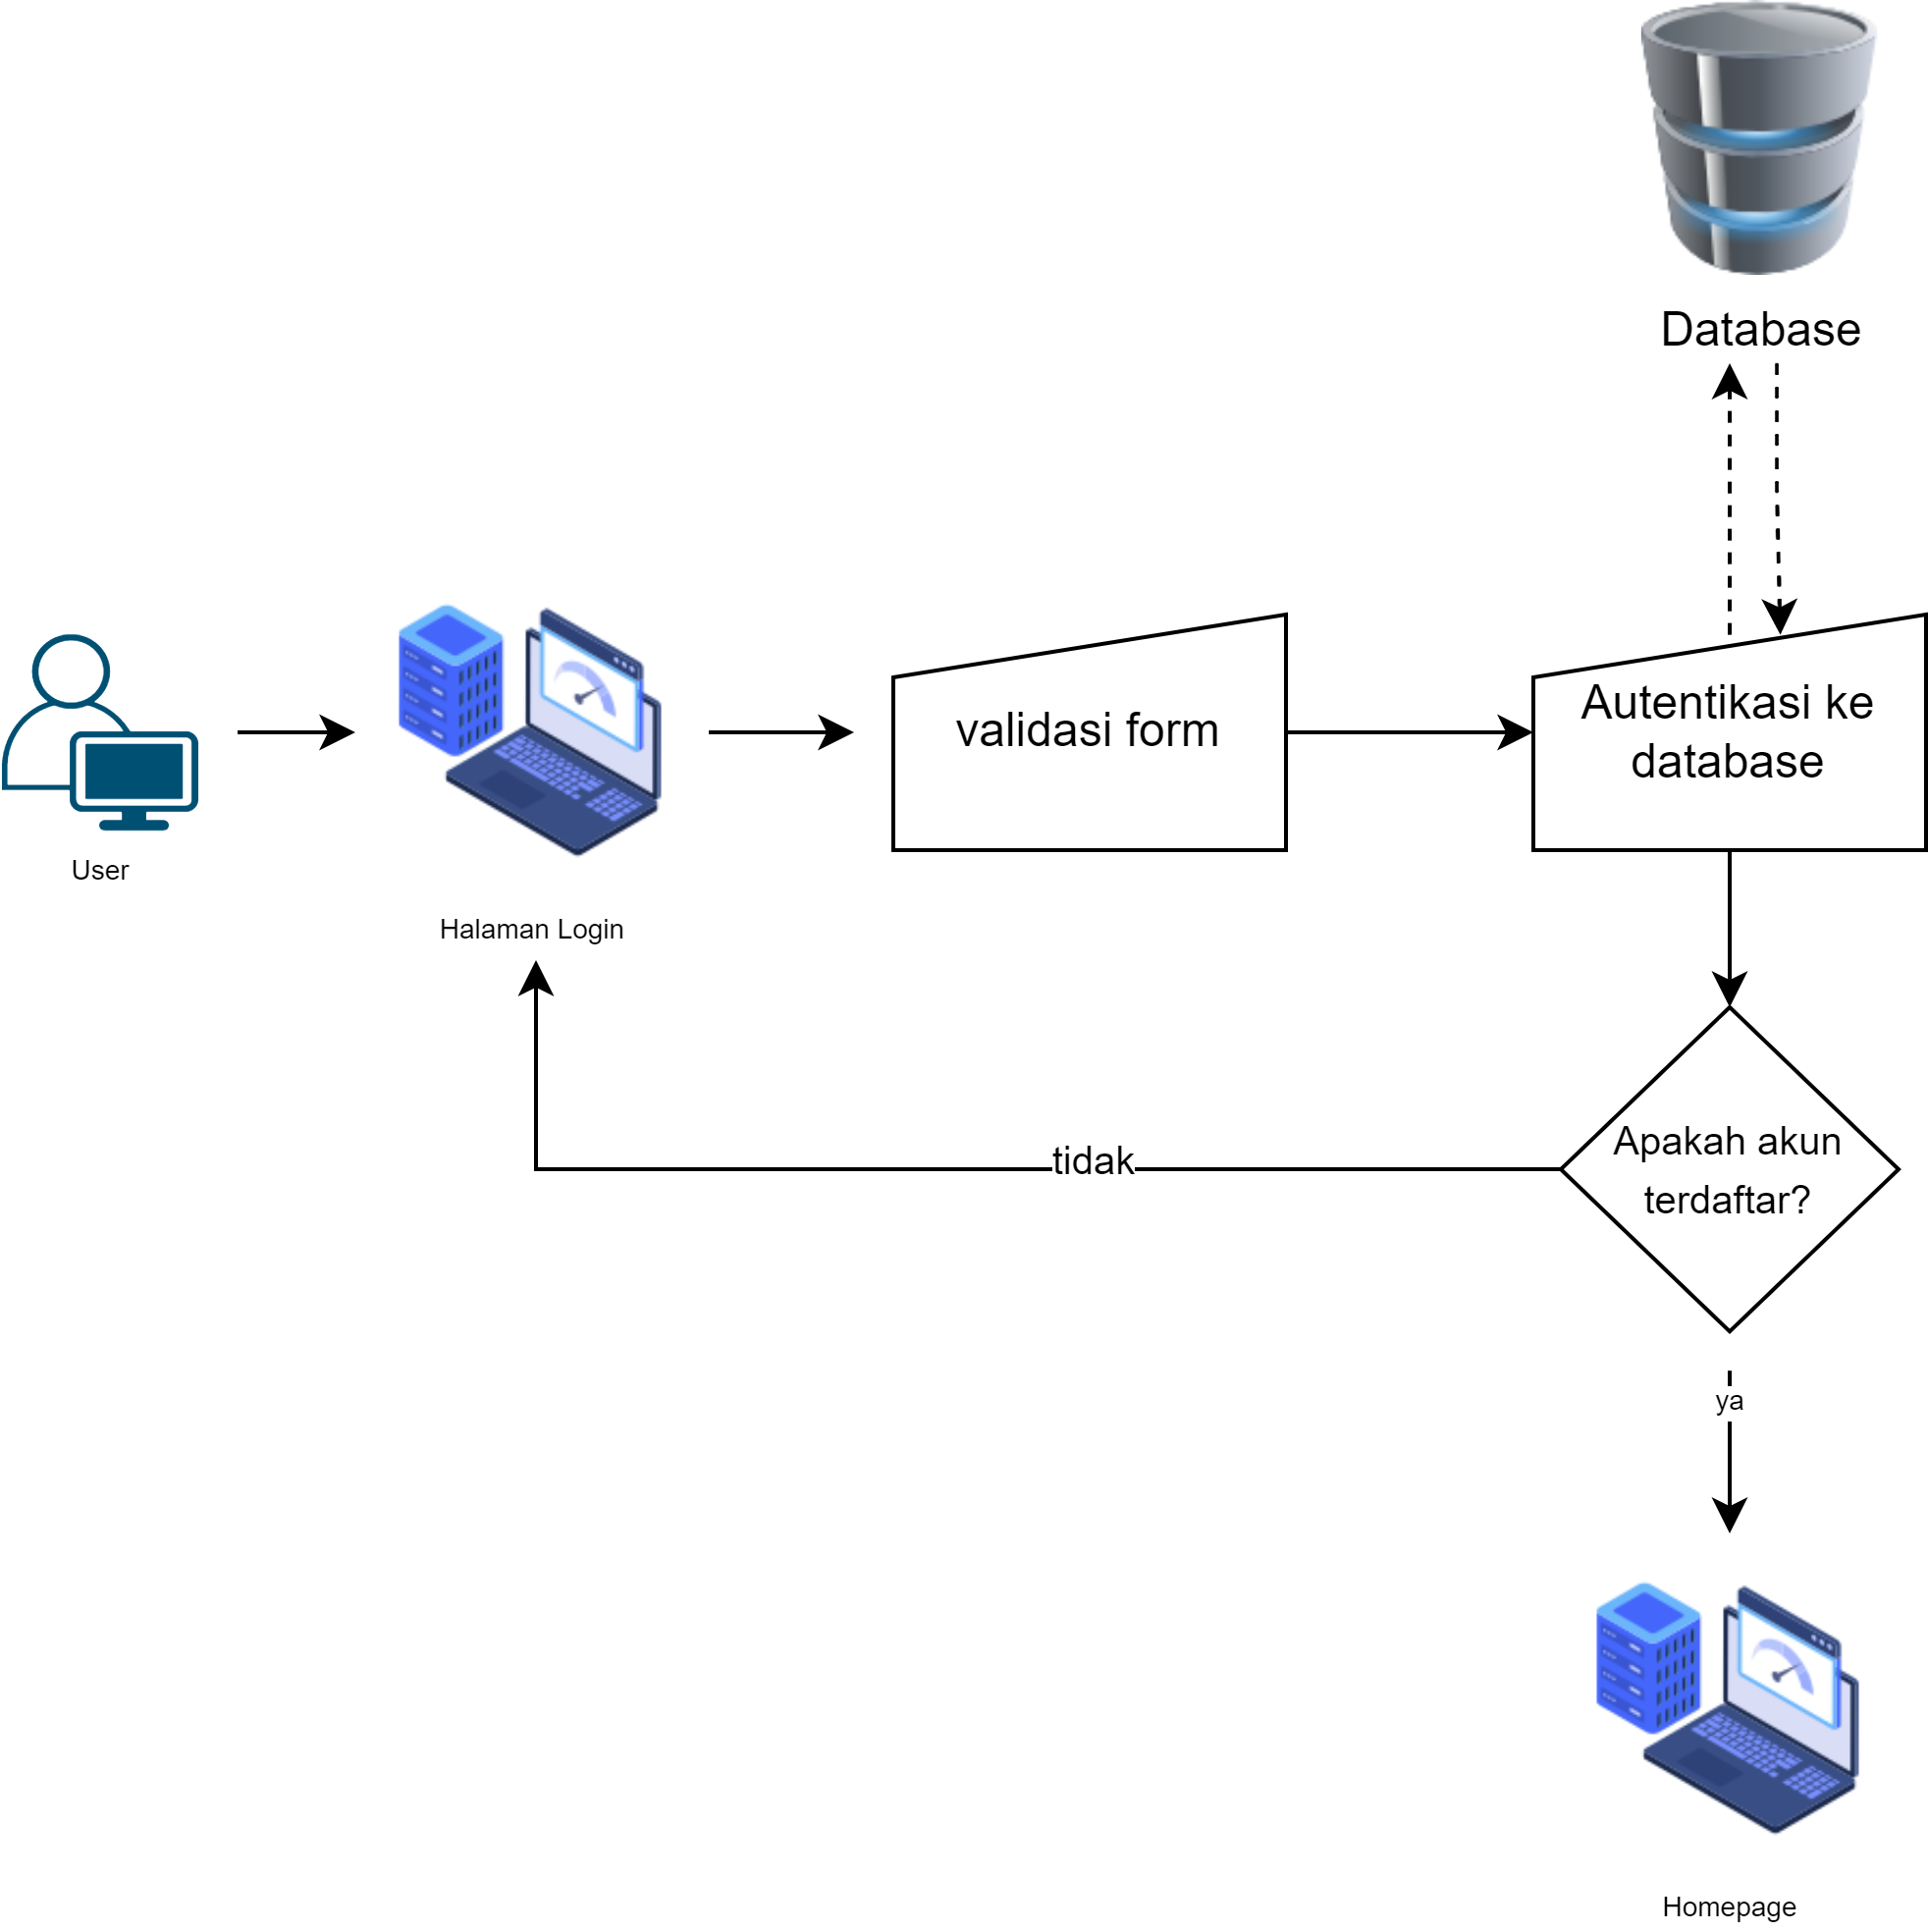 Database
User
Halaman Login
validasi form
Autentikasi ke
database
Apakah akun
terdaftar?
tidak
ya
Homepage